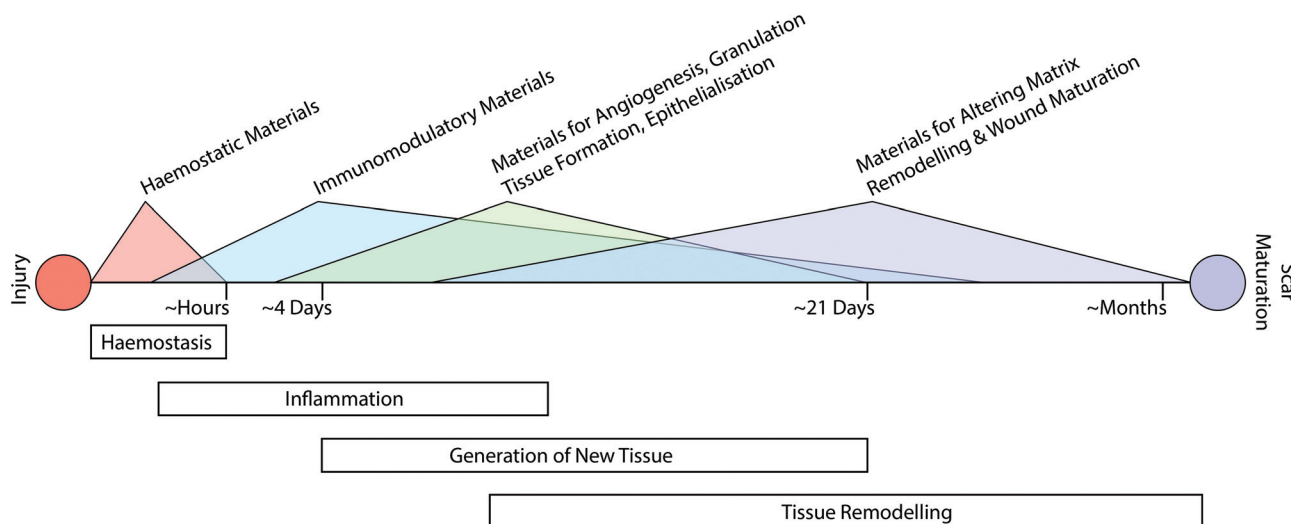 Haemostatic Materials
Immunomodulatory Materials
Materials for Angiogenesis, Granulation
Tissue Formation, Epithelialisation
Materials for Altering Matrix
Remodelling & Wound Maturation
Injury
Scar
Maturation
~Hours
~4 Days
~21 Days
~Months
Haemostasis
Inflammation
Generation of New Tissue
Tissue Remodelling